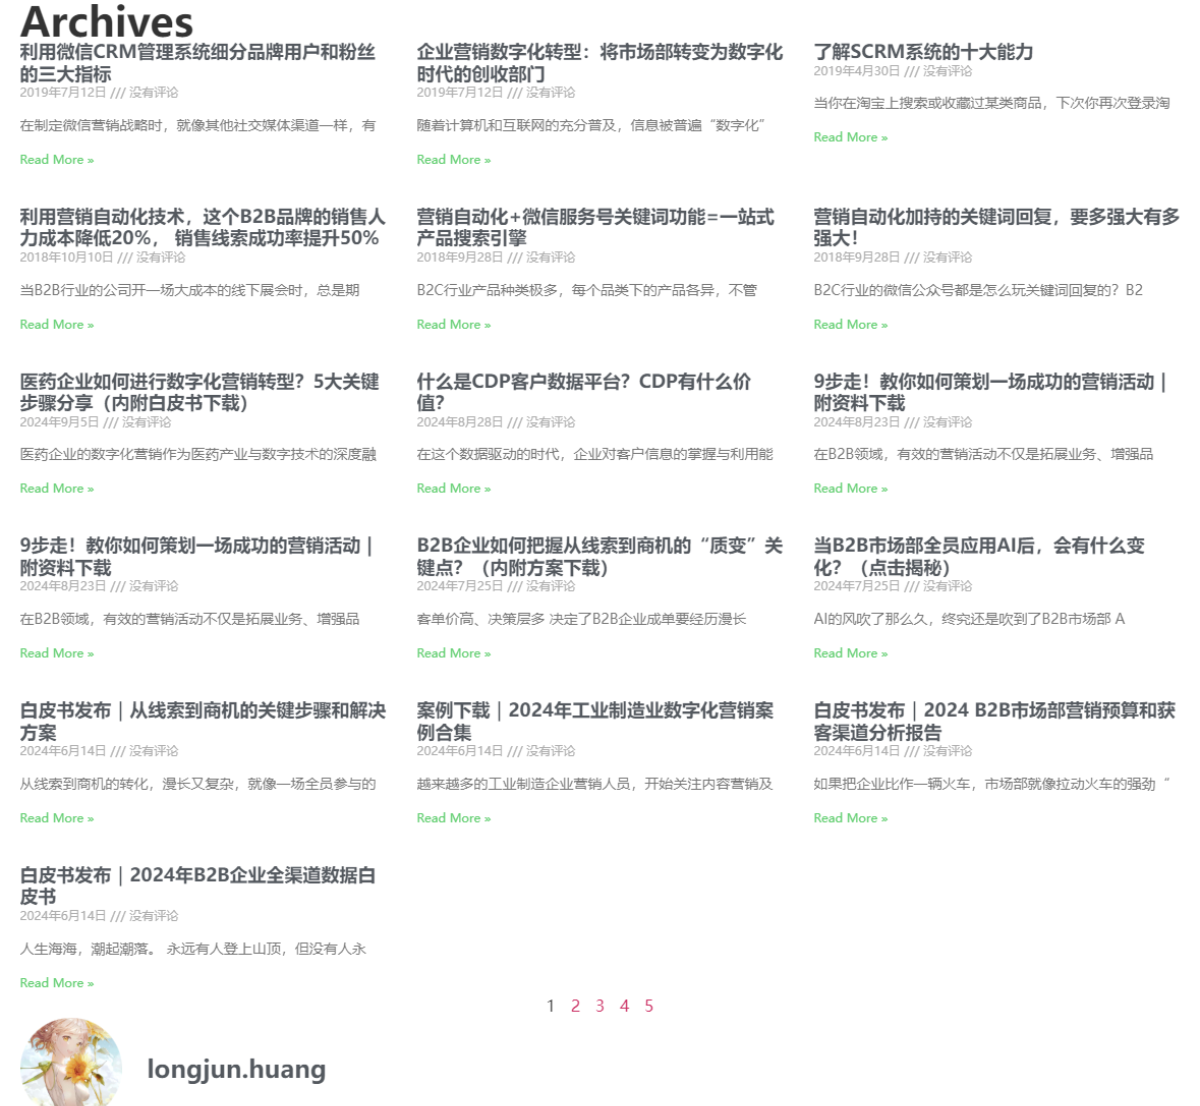 Archives
利用微信CRM管理系统细分品牌用户和粉丝
的三大指标
2019年7月12日 /// 没有评论
在制定微信营销战略时，就像其他社交媒体渠道一样，有
Read More »
企业营销数字化转型：将市场部转变为数字化
时代的创收部门
2019年7月12日 /// 没有评论
随着计算机和互联网的充分普及，信息被普遍“数字化”
Read More »
了解SCRM系统的十大能力
2019年4月30日 /// 没有评论
当你在淘宝上搜索或收藏过某类商品，下次你再次登录淘
Read More »
利用营销自动化技术，这个B2B品牌的销售人
力成本降低20%， 销售线索成功率提升50%
2018年10月10日 /// 没有评论
当B2B行业的公司开一场大成本的线下展会时，总是期
Read More »
营销自动化+微信服务号关键词功能=一站式
产品搜索引擎
2018年9月28日 /// 没有评论
B2C行业产品种类极多，每个品类下的产品各异，不管
Read More »
营销自动化加持的关键词回复，要多强大有多
强大！
2018年9月28日 /// 没有评论
B2C行业的微信公众号都是怎么玩关键词回复的？B2
Read More »
医药企业如何进行数字化营销转型？5大关键
步骤分享（内附白皮书下载）
2024年9月5日 /// 没有评论
医药企业的数字化营销作为医药产业与数字技术的深度融
Read More »
什么是CDP客户数据平台？CDP有什么价
值？
2024年8月28日 /// 没有评论
在这个数据驱动的时代，企业对客户信息的掌握与利用能
Read More »
9步走！教你如何策划一场成功的营销活动｜
附资料下载
2024年8月23日 /// 没有评论
在B2B领域，有效的营销活动不仅是拓展业务、增强品
Read More »
9步走！教你如何策划一场成功的营销活动｜
附资料下载
2024年8月23日 /// 没有评论
在B2B领域，有效的营销活动不仅是拓展业务、增强品
Read More »
B2B企业如何把握从线索到商机的“质变”关
键点？（内附方案下载）
2024年7月25日 /// 没有评论
客单价高、决策层多 决定了B2B企业成单要经历漫长
Read More »
当B2B市场部全员应用AI后，会有什么变
化？（点击揭秘）
2024年7月25日 /// 没有评论
AI的风吹了那么久，终究还是吹到了B2B市场部 A
Read More »
白皮书发布｜从线索到商机的关键步骤和解决
方案
2024年6月14日 /// 没有评论
从线索到商机的转化，漫长又复杂，就像一场全员参与的
Read More »
案例下载｜2024年工业制造业数字化营销案
例合集
2024年6月14日 /// 没有评论
越来越多的工业制造企业营销人员，开始关注内容营销及
Read More »
白皮书发布｜2024 B2B市场部营销预算和获
客渠道分析报告
2024年6月14日 /// 没有评论
如果把企业比作一辆火车，市场部就像拉动火车的强劲“
Read More »
白皮书发布｜2024年B2B企业全渠道数据白
皮书
2024年6月14日 /// 没有评论
人生海海，潮起潮落。 永远有人登上山顶，但没有人永
Read More »
1 2 3 4 5
longjun.huang